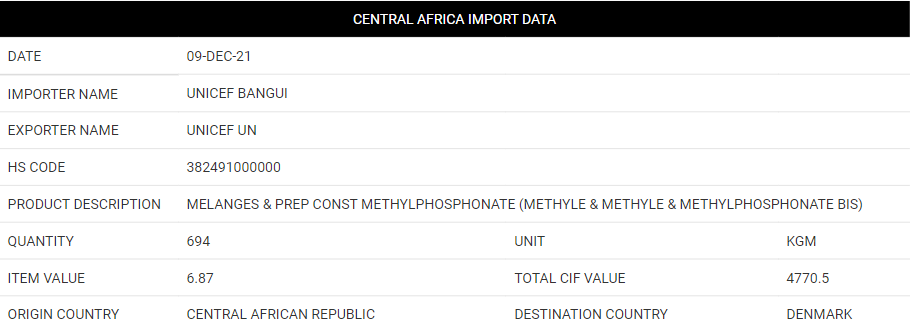 CENTRAL AFRICA IMPORT DATA
DATE 09-DEC-21
IMPORTER NAME UNICEF BANGUI
EXPORTER NAME UNICEF UN
HS CODE 382491000000
PRODUCT DESCRIPTION MELANGES & PREP CONST METHYLPHOSPHONATE (METHYLE & METHYLE & METHYLPHOSPHONATE BIS)
QUANTITY 694 UNIT KGM
ITEM VALUE 6.87 TOTAL CIF VALUE 4770.5
ORIGIN COUNTRY CENTRAL AFRICAN REPUBLIC DESTINATION COUNTRY DENMARK